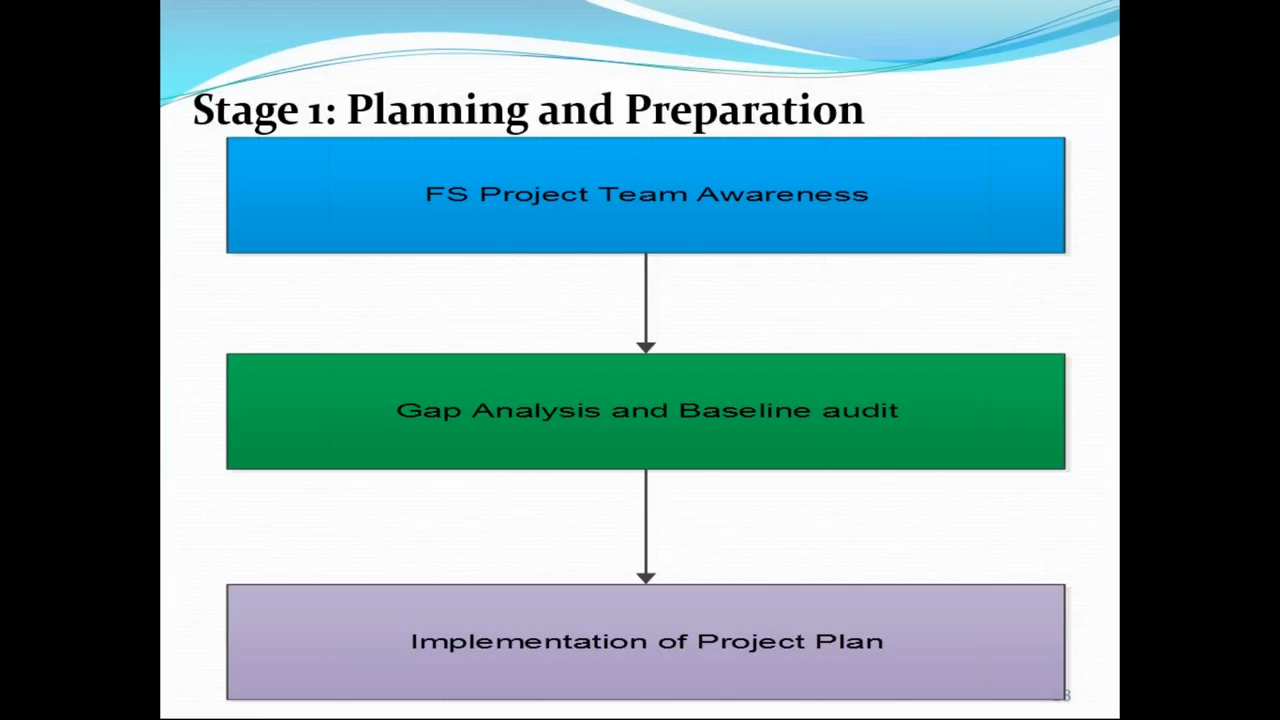 Stage 1: Planning and Preparation
FS Project Team Awareness
Gap Analysis and Baseline audit
Implementation of Project Plan